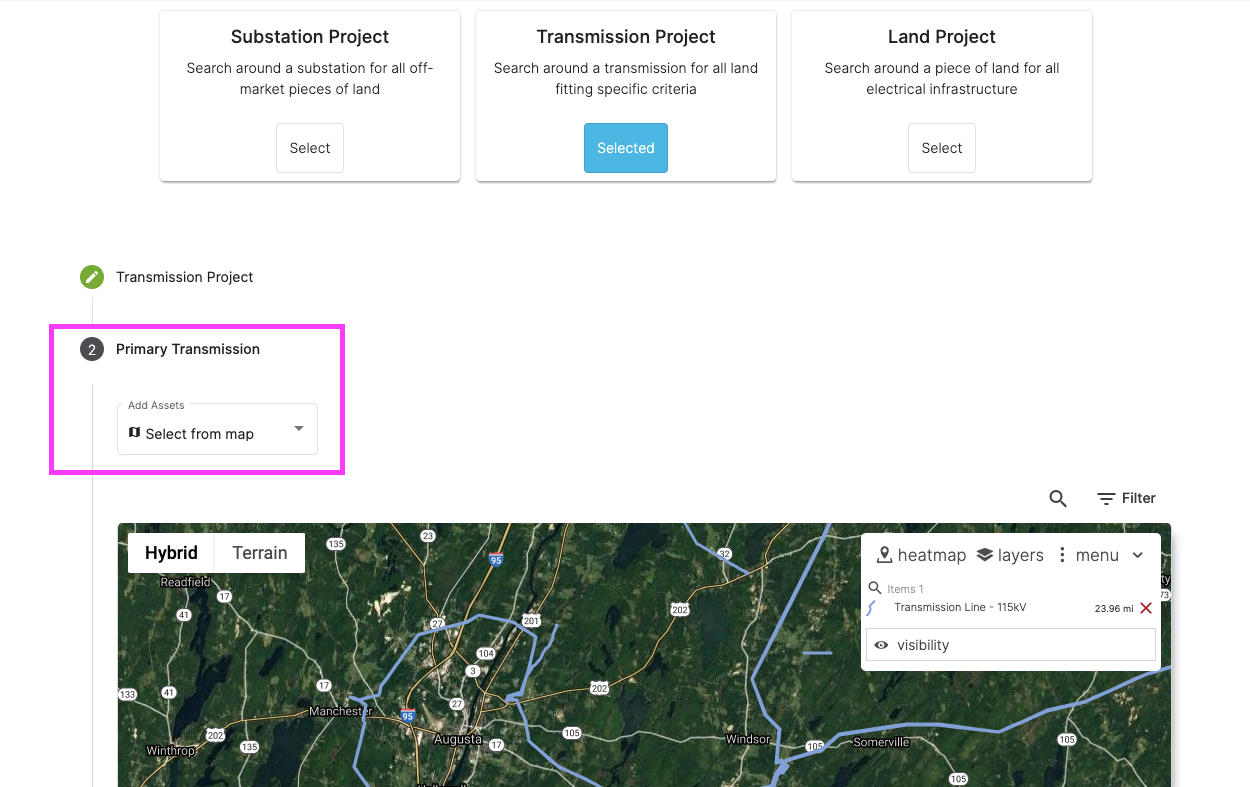 Substation Project
Search around a substation for all off-
market pieces of land
Select
Transmission Project
Search around a transmission for all land
fitting specific criteria
Selected
Land Project
Search around a piece of land for all
electrical infrastructure
Select
Transmission Project
2 Primary Transmission
Add Assets
Select from map
Filter
Hybrid
Terrain
heatmap
layers
menu
Items 1
Transmission Line - 115kV
23.96 mi
visibility
135
23
95
32
Readfield
17
41
27
201
202
ty
73
104
3
133
41
17
202
27
Manchester
95
202
135
Winthrop
Augusta
17
105
Windsor
105
Somerville
105
105